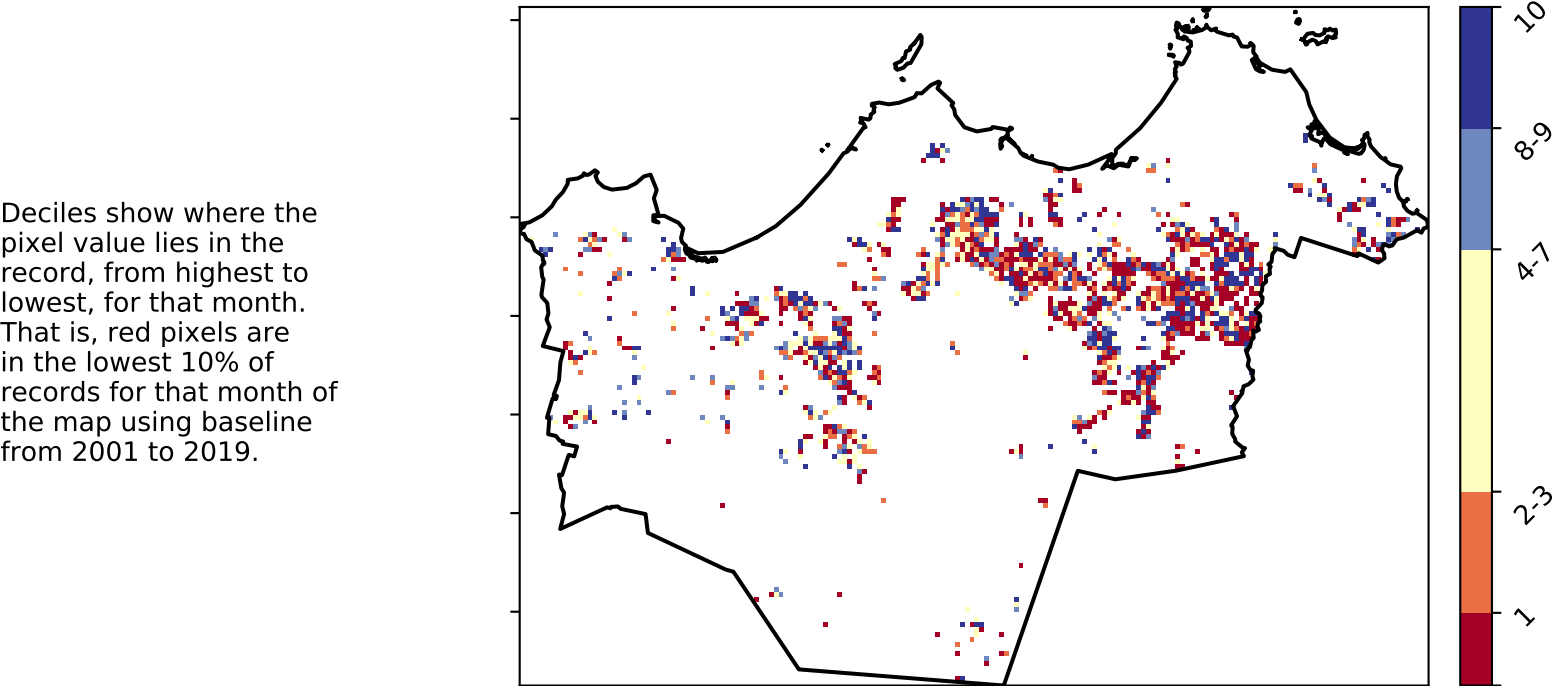 Deciles show where the
pixel value lies in the
record, from highest to
lowest, for that month.
That is, red pixels are
in the lowest 10% of
records for that month of
the map using baseline
from 2001 to 2019.
10
8-9
4-7
2-3
1